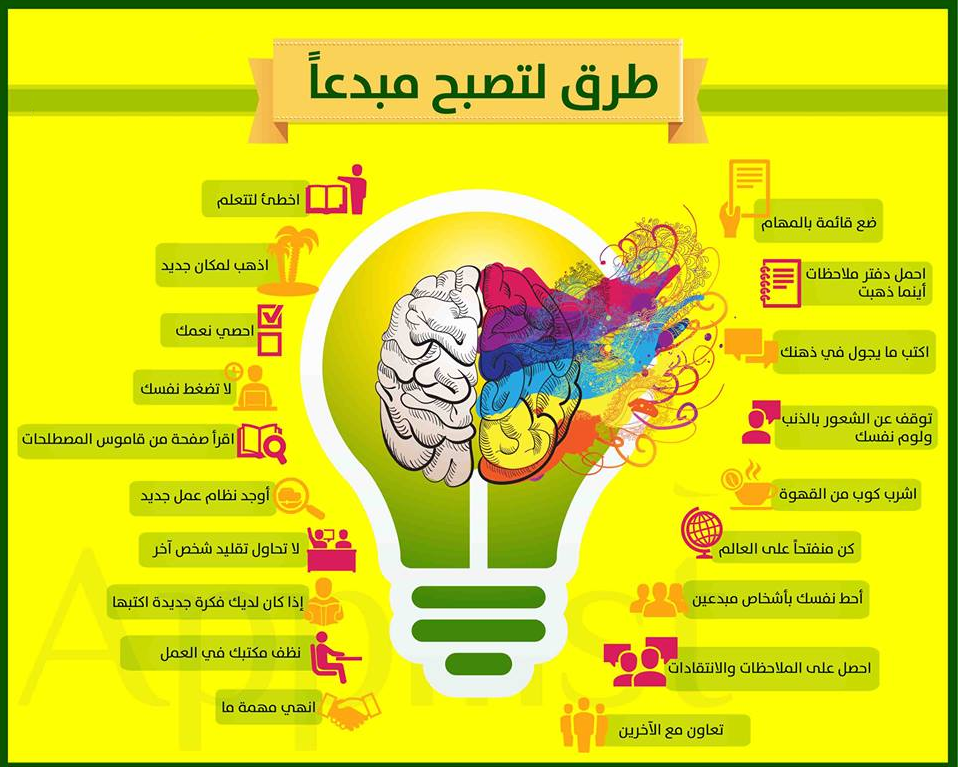 طرق لتصبح مبدعاً
ضع قائمة بالمهام
احمل دفتر ملاحظات
أينما ذهبت
اكتب ما يجول في ذهنك
توقف عن الشعور بالذنب
ولوم نفسك
اشرب كوب من القهوة
كن منفتحاً على العالم
أحط نفسك بأشخاص مبدعين
احصل على الملاحظات والانتقادات
تعاون مع الآخرين
اخطئ لتتعلم
اذهب لمكان جديد
احصي نعمك
لا تضغط نفسك
اقرأ صفحة من قاموس المصطلحات
أوجد نظام عمل جديد
لا تحاول تقليد شخص آخر
إذا كان لديك فكرة جديدة اكتبها
نظف مكتبك في العمل
انهي مهمة ما